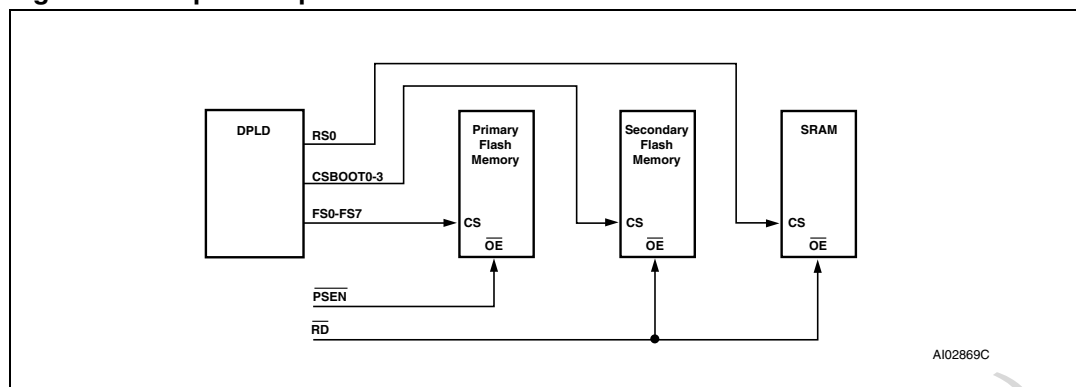 DPLD
RS0
CSBOOT0-3
FS0-FS7
Primary
Flash
Memory
CS
OE
Secondary
Flash
Memory
CS
OE
SRAM
CS
OE
PSEN
RD
AI02869C